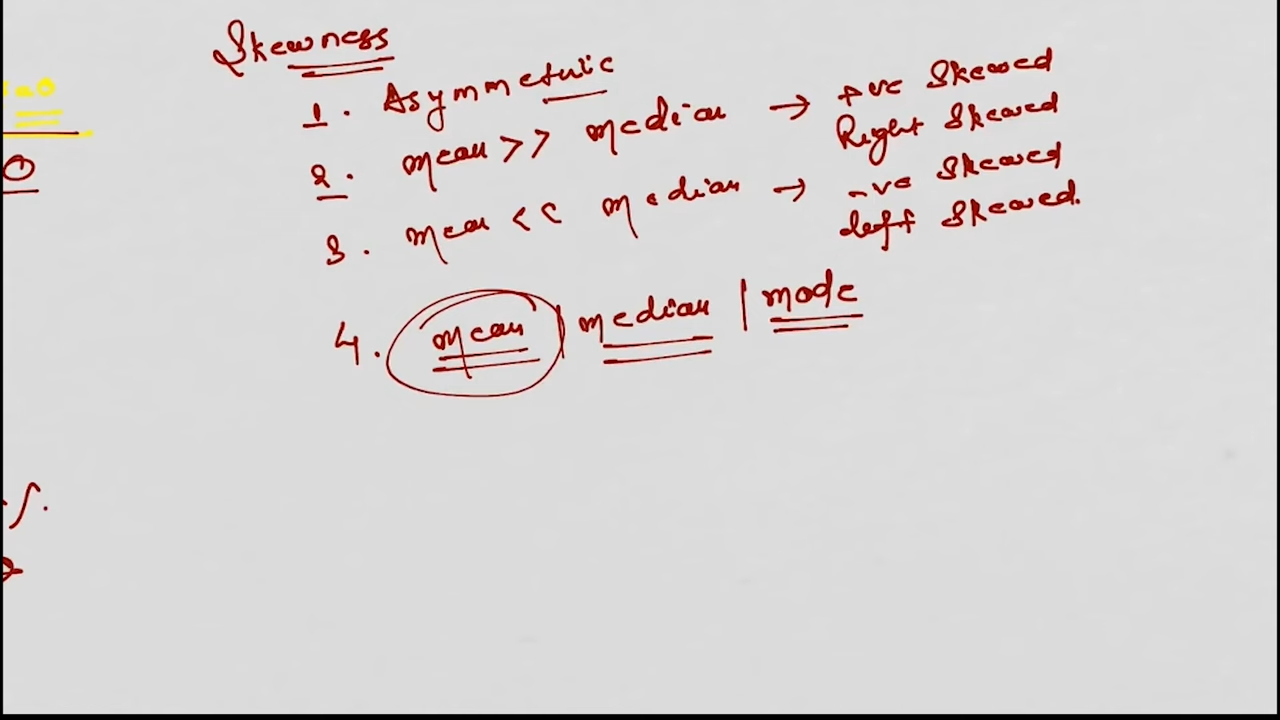 Skewness
1. Asymmetric
2. mean >> median → +ve Skewed
Right Skewed
3. mean << median → -ve Skewed
left Skewed.
4. mean | median | mode